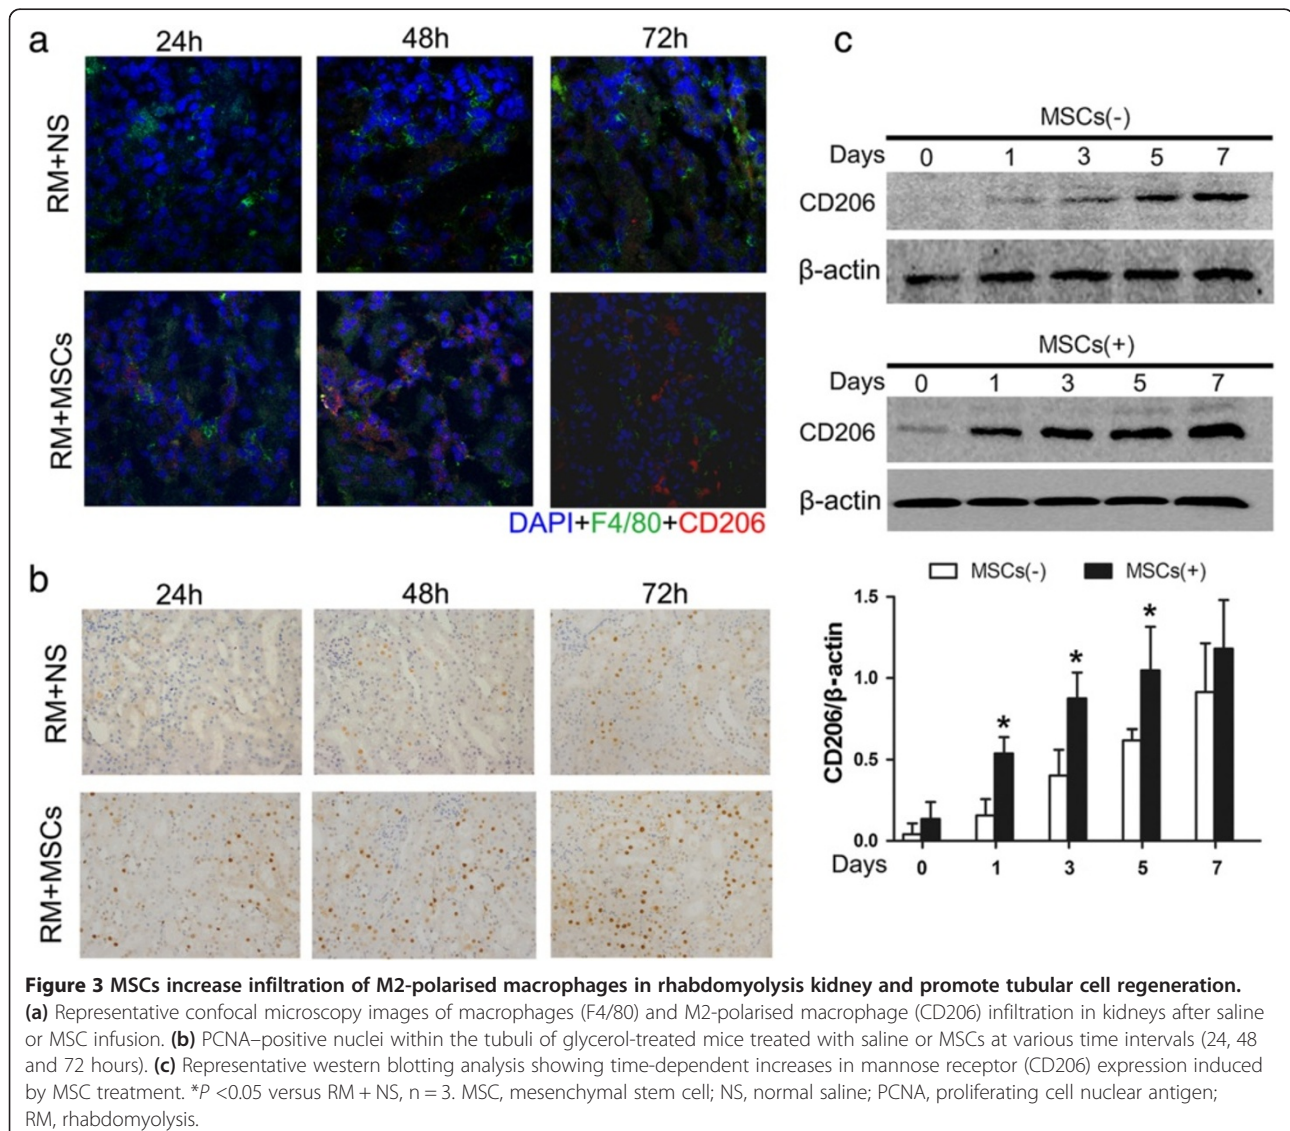 a
24h
48h
72h
RM+NS
RM+MSCs
DAPI+F4/80+CD206
b
24h
48h
72h
RM+NS
RM+MSCs
c
MSCs(-)
Days 0 1 3 5 7
CD206
β-actin
MSCs(+)
Days 0 1 3 5 7
CD206
β-actin
MSCs(-) MSCs(+)
CD206/β-actin
1.5
1.0
0.5
0.0
* * *
Days 0 1 3 5 7
Figure 3 MSCs increase infiltration of M2-polarised macrophages in rhabdomyolysis kidney and promote tubular cell regeneration.
(a) Representative confocal microscopy images of macrophages (F4/80) and M2-polarised macrophage (CD206) infiltration in kidneys after saline
or MSC infusion. (b) PCNA–positive nuclei within the tubuli of glycerol-treated mice treated with saline or MSCs at various time intervals (24, 48
and 72 hours). (c) Representative western blotting analysis showing time-dependent increases in mannose receptor (CD206) expression induced
by MSC treatment. *P <0.05 versus RM + NS, n = 3. MSC, mesenchymal stem cell; NS, normal saline; PCNA, proliferating cell nuclear antigen;
RM, rhabdomyolysis.